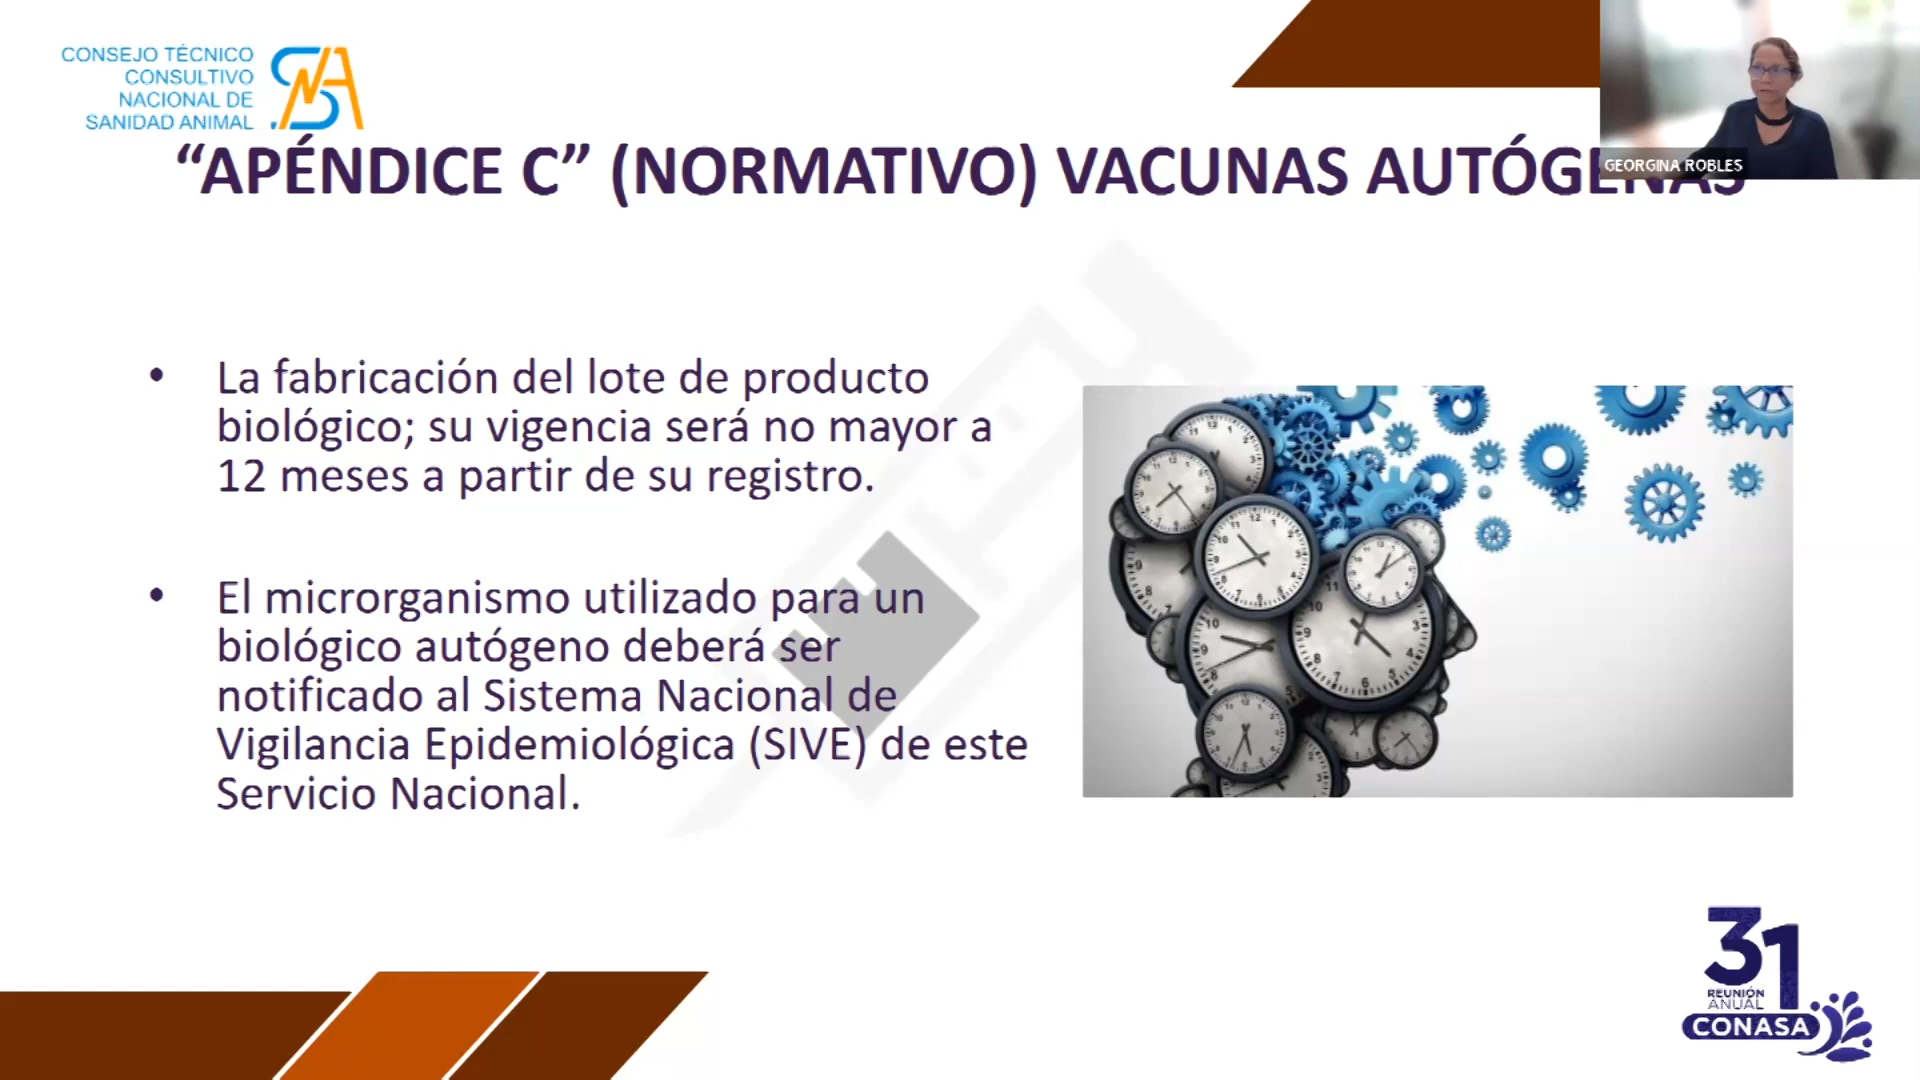 CONSEJO TÉCNICO
CONSULTIVO
NACIONAL DE
SANIDAD ANIMAL
“APÉNDICE C” (NORMATIVO) VACUNAS AUTÓGENAS
GEORGINA ROBLES
• La fabricación del lote de producto
biológico; su vigencia será no mayor a
12 meses a partir de su registro.
• El microrganismo utilizado para un
biológico autógeno deberá ser
notificado al Sistema Nacional de
Vigilancia Epidemiológica (SIVE) de este
Servicio Nacional.
31
REUNIÓN
ANUAL
CONASA